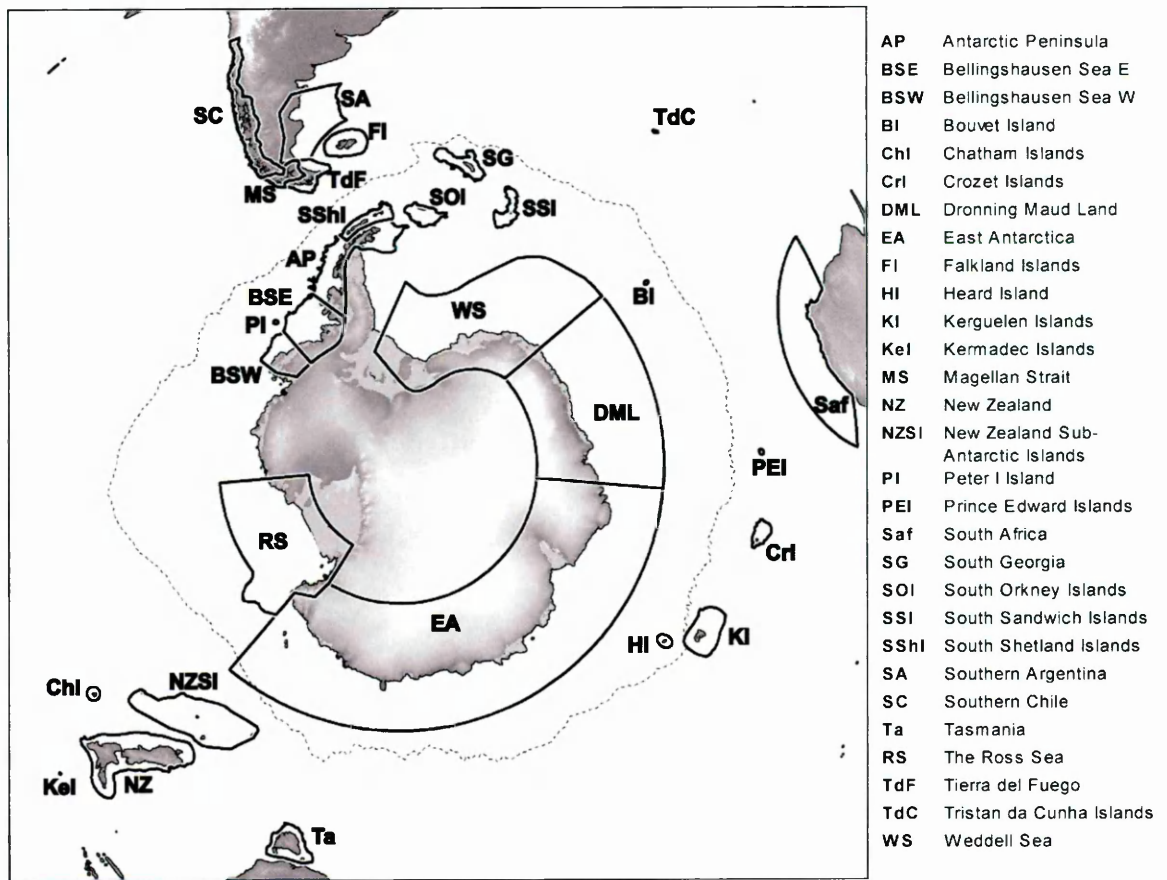 SC
SA
FI
TdC
SG
MS
TdF
SOI
SSI
SShI
AP
BSE
WS
BI
PI
BSW
DML
Saf
PEI
RS
CrI
EA
HI
KI
ChI
NZSI
KeI
NZ
Ta
AP Antarctic Peninsula
BSE Bellingshausen Sea E
BSW Bellingshausen Sea W
BI Bouvet Island
ChI Chatham Islands
CrI Crozet Islands
DML Dronning Maud Land
EA East Antarctica
FI Falkland Islands
HI Heard Island
KI Kerguelen Islands
KeI Kermadec Islands
MS Magellan Strait
NZ New Zealand
NZSI New Zealand Sub-
Antarctic Islands
PI Peter I Island
PEI Prince Edward Islands
Saf South Africa
SG South Georgia
SOI South Orkney Islands
SSI South Sandwich Islands
SShI South Shetland Islands
SA Southern Argentina
SC Southern Chile
Ta Tasmania
RS The Ross Sea
TdF Tierra del Fuego
TdC Tristan da Cunha Islands
WS Weddell Sea